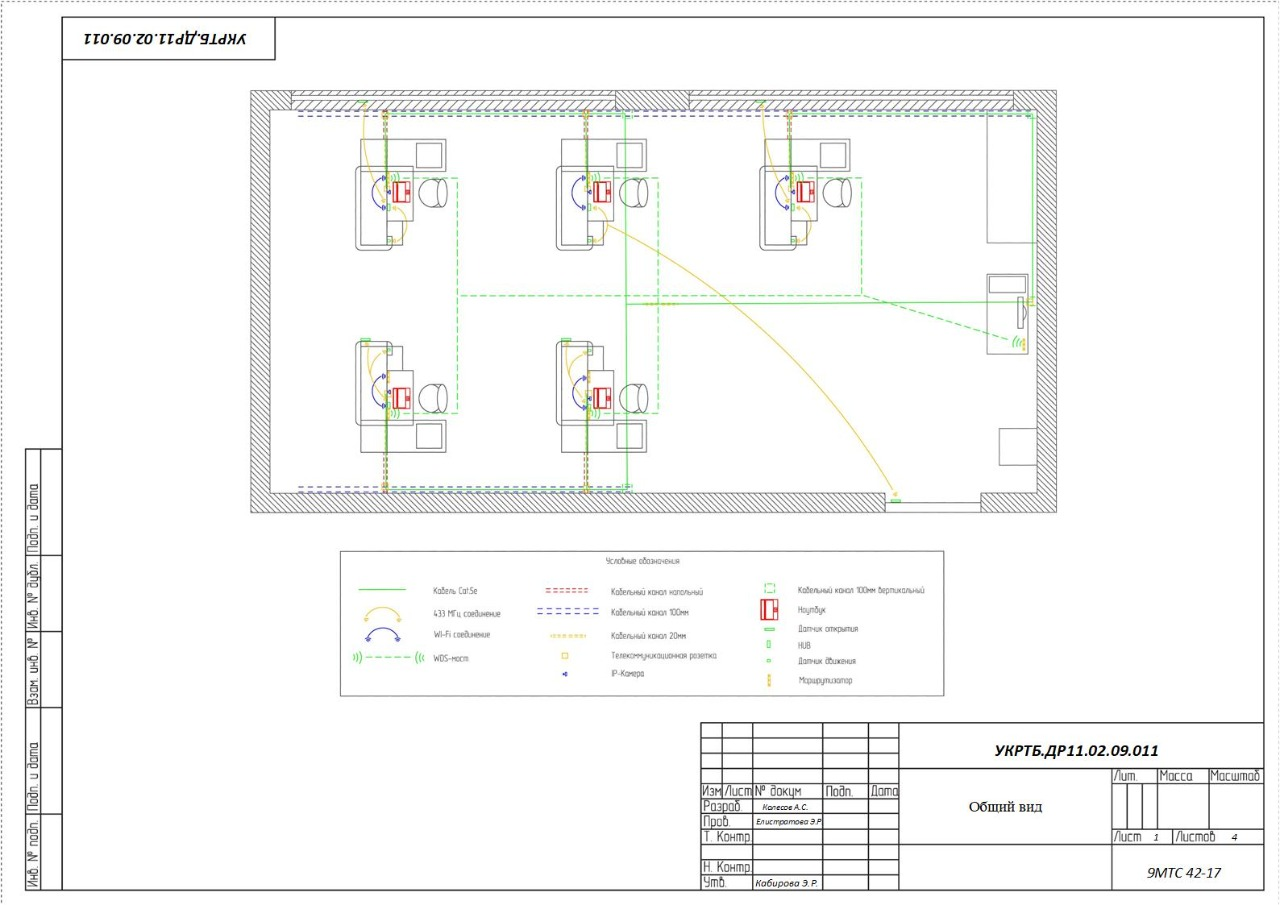 УКРТБ.ДР11.02.09.011
Условные обозначения
Кабель Cat.5e
433 МГц соединение
WI-Fi соединение
WDS-мост
Кабельный канал напольный
Кабельный канал 100мм
Кабельный канал 20мм
Телекоммуникационная розетка
IP-Камера
Кабельный канал 100мм вертикальный
Ноутбук
Датчик открытия
HUB
Датчик движения
Маршрутизатор
Подп. и дата
Инв. № дубл.
Взам. инв. №
Подп. и дата
Инв. № подл.
УКРТБ.ДР11.02.09.011
Изм Лист № докум Подп. Дата
Разраб. Колесов А.С.
Пров. Елистратова Э.Р
Т. Контр.
Н. Контр.
Утв. Кабирова Э.Р.
Общий вид
Лит. Масса Масштаб
Лист 1 Листов 4
9МТС 42-17